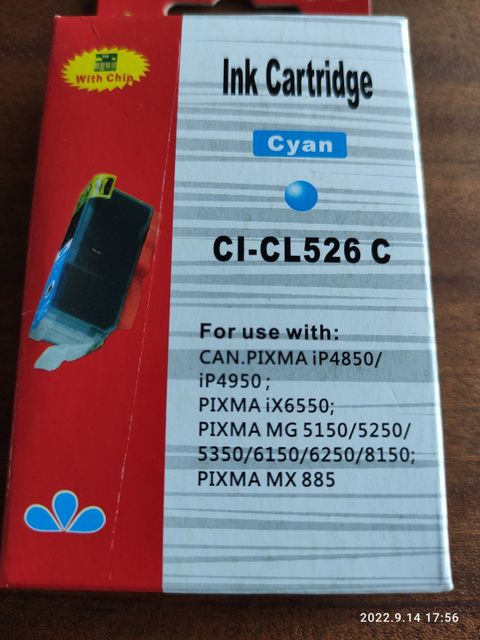 With Chip
Ink Cartridge
Cyan
CI-CL526 C
For use with:
CAN.PIXMA iP4850/
iP4950;
PIXMA iX6550;
PIXMA MG 5150/5250/
5350/6150/6250/8150;
PIXMA MX 885
2022.9.14 17:56